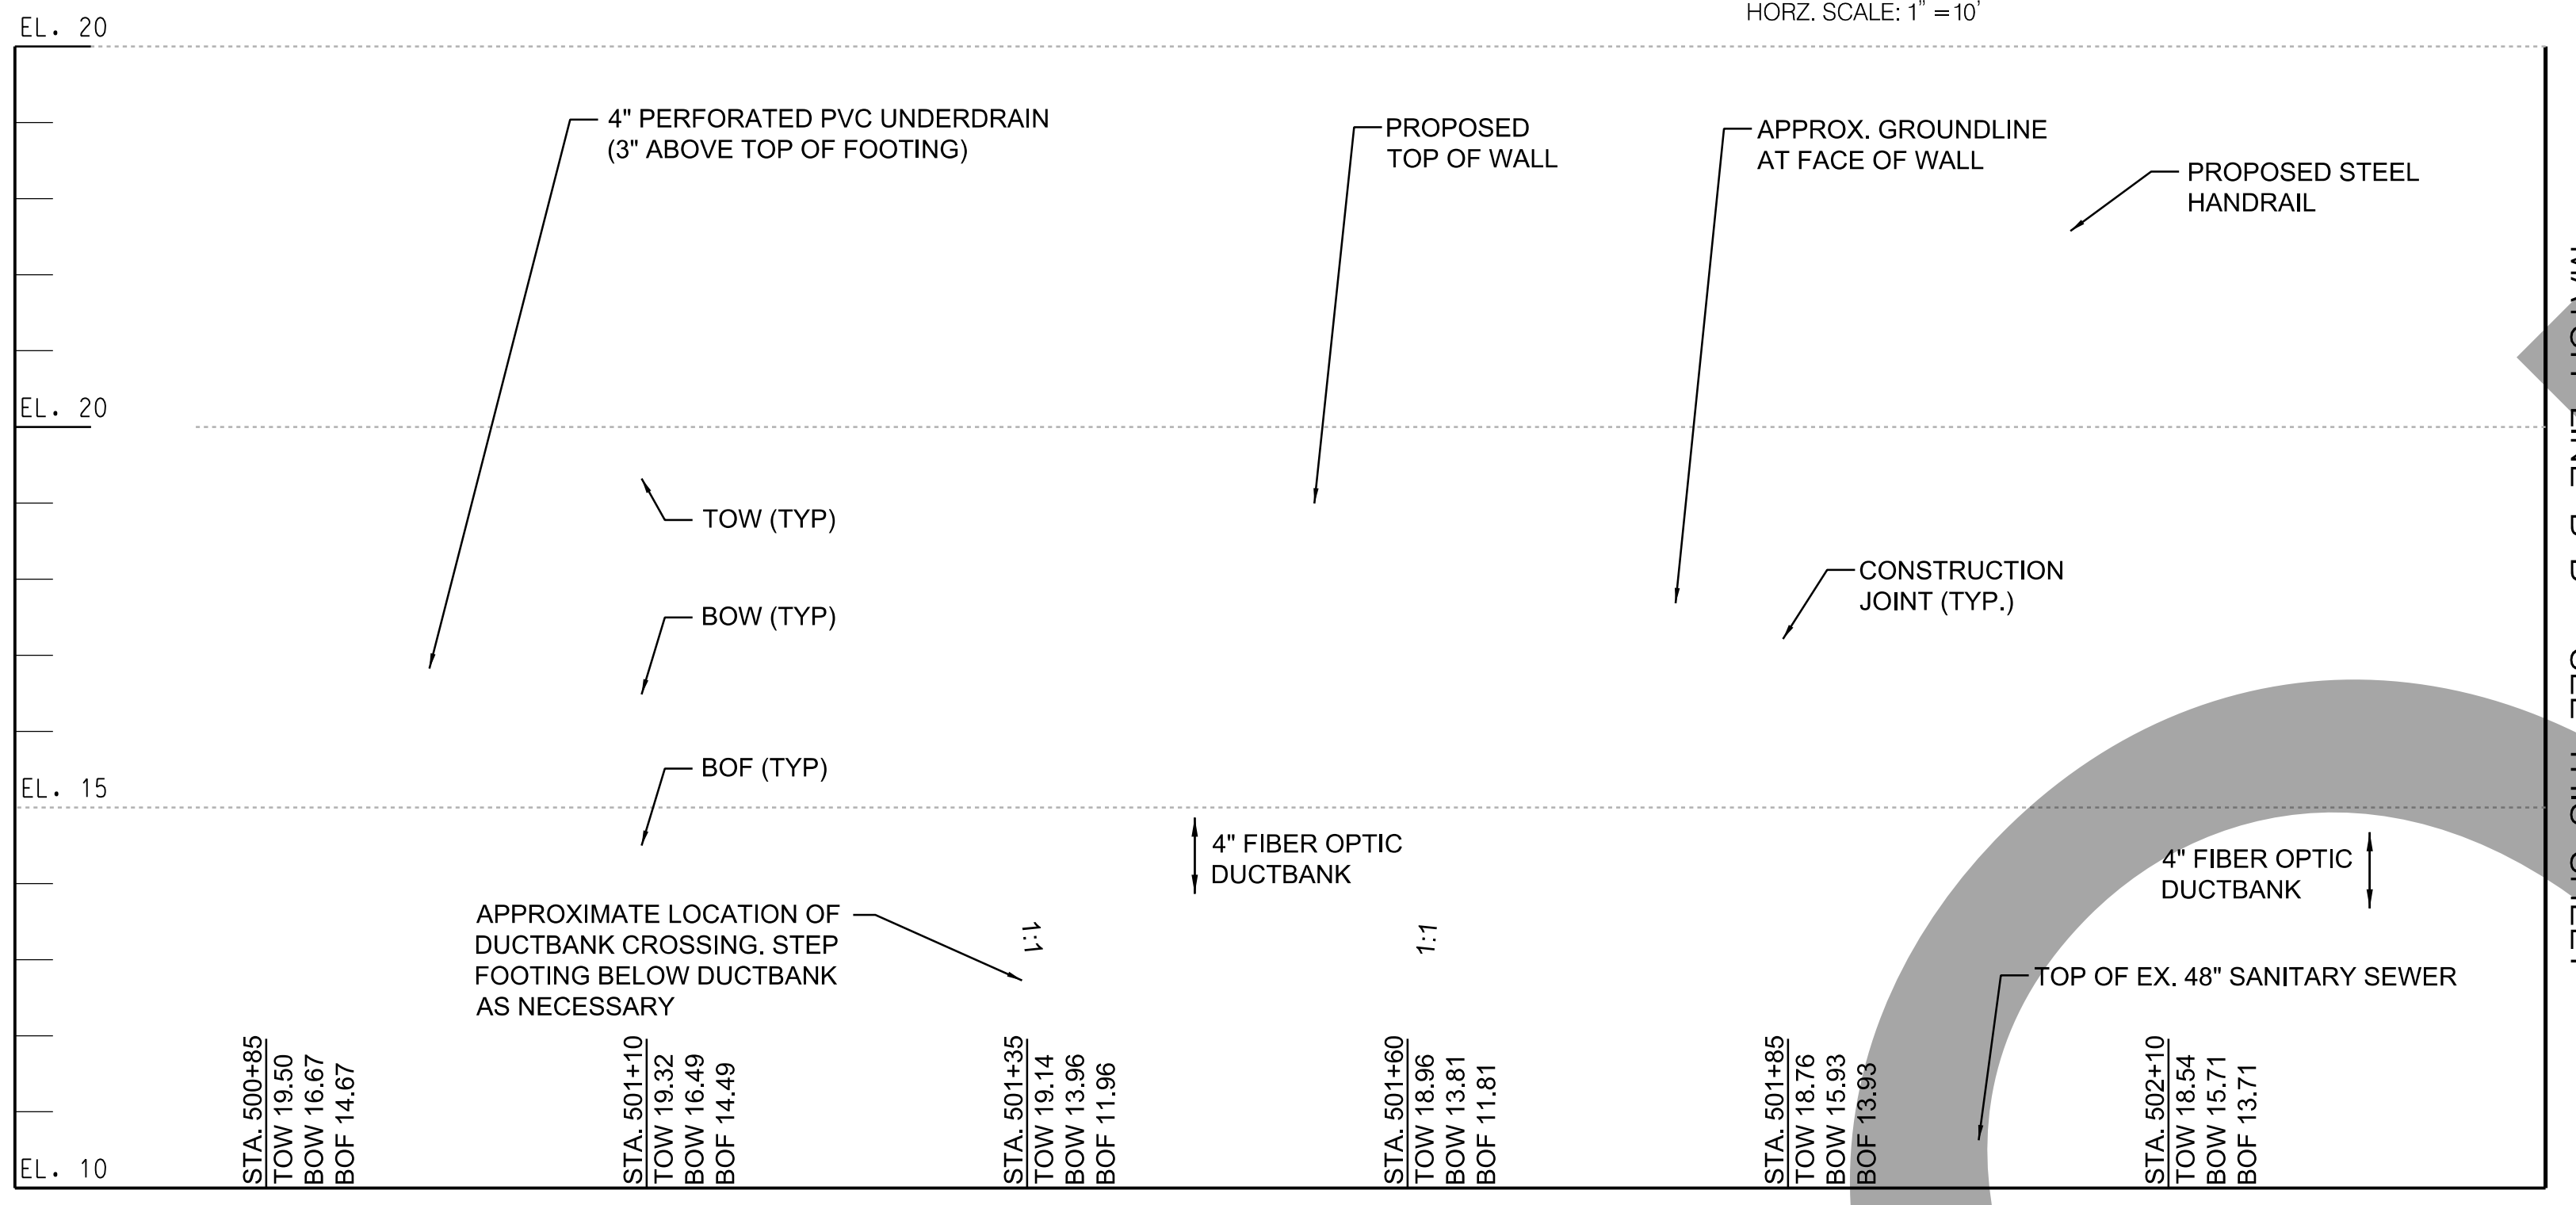 HORZ. SCALE: 1" = 10'
EL. 20
4" PERFORATED PVC UNDERDRAIN
(3" ABOVE TOP OF FOOTING)
PROPOSED
TOP OF WALL
APPROX. GROUNDLINE
AT FACE OF WALL
PROPOSED STEEL
HANDRAIL
EL. 20
TOW (TYP)
BOW (TYP)
CONSTRUCTION
JOINT (TYP.)
BOF (TYP)
EL. 15
4" FIBER OPTIC
DUCTBANK
4" FIBER OPTIC
DUCTBANK
APPROXIMATE LOCATION OF
DUCTBANK CROSSING. STEP
FOOTING BELOW DUCTBANK
AS NECESSARY
1:1
1:1
TOP OF EX. 48" SANITARY SEWER
STA. 500+85
TOW 19.50
BOW 16.67
BOF 14.67
STA. 501+10
TOW 19.32
BOW 16.49
BOF 14.49
STA. 501+35
TOW 19.14
BOW 13.96
BOF 11.96
STA. 501+60
TOW 18.96
BOW 13.81
BOF 11.81
STA. 501+85
TOW 18.76
BOW 15.93
BOF 13.93
STA. 502+10
TOW 18.54
BOW 15.71
BOF 13.71
EL. 10